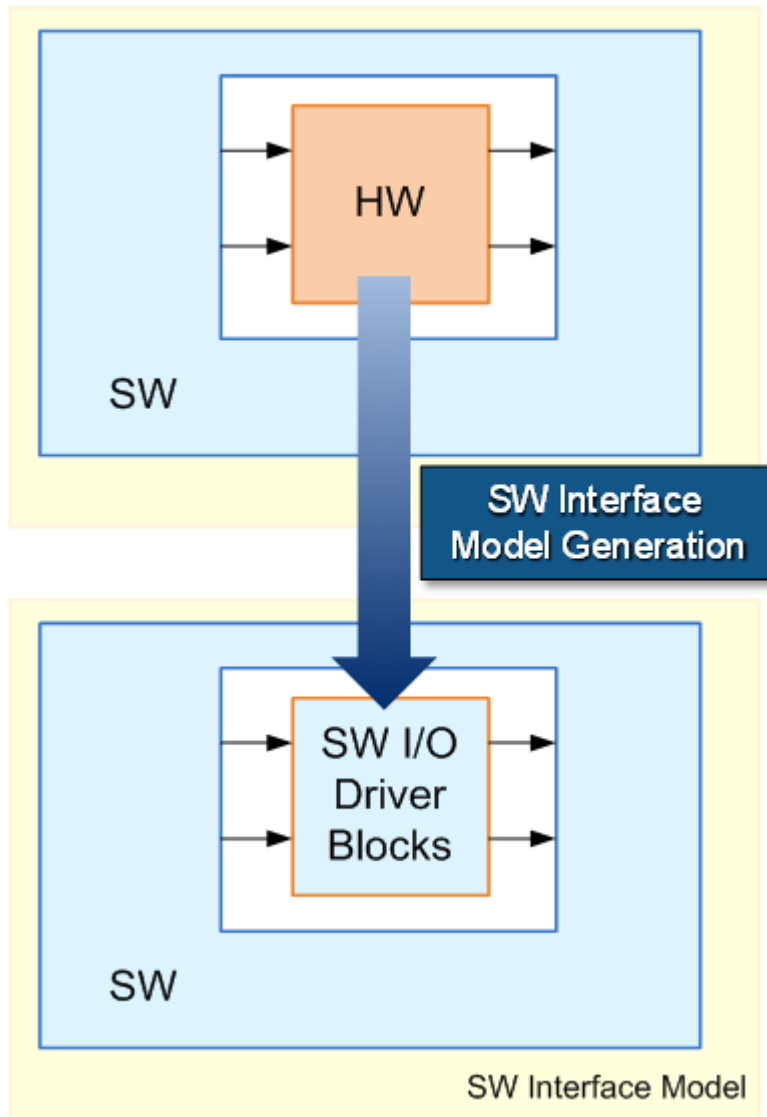 HW
SW
SW Interface
Model Generation
SW I/O
Driver
Blocks
SW
SW Interface Model